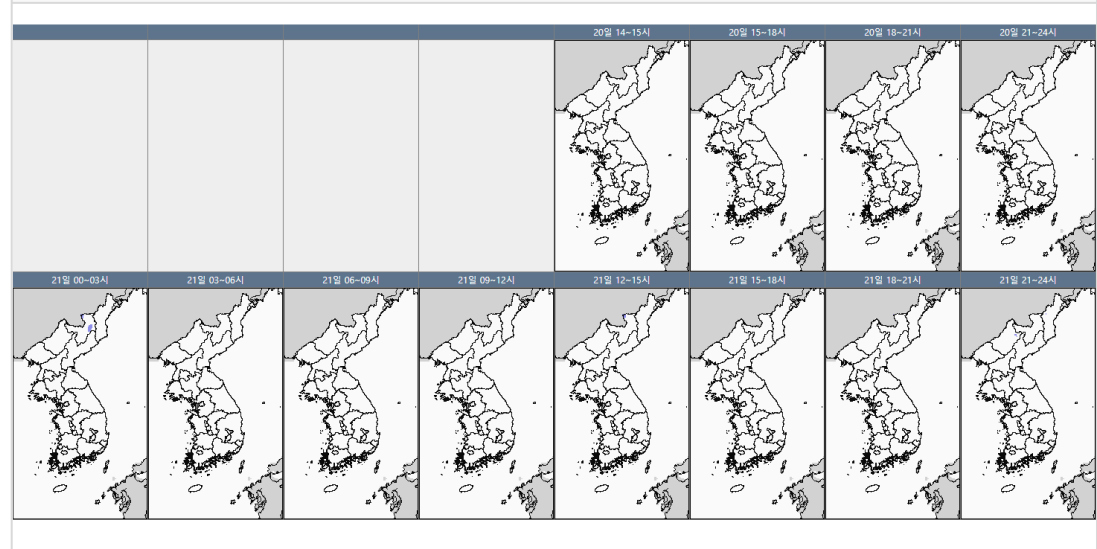 20일 14~15시
20일 15~18시
20일 18~21시
20일 21~24시
21일 00~03시
21일 03~06시
21일 06~09시
21일 09~12시
21일 12~15시
21일 15~18시
21일 18~21시
21일 21~24시